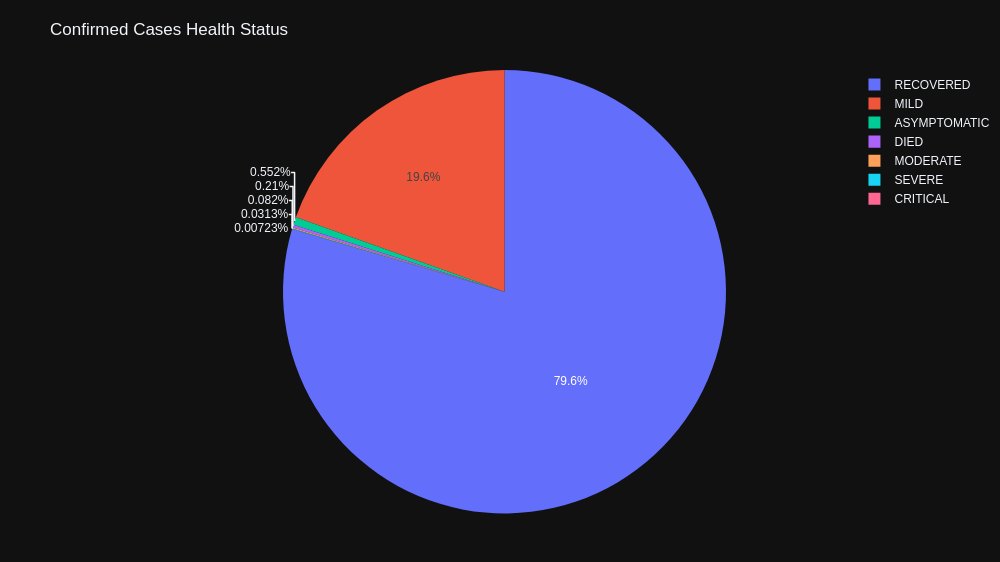 Confirmed Cases Health Status
RECOVERED
MILD
ASYMPTOMATIC
DIED
MODERATE
SEVERE
CRITICAL
0.552%
0.21%
0.082%
0.0313%
0.00723%
19.6%
79.6%